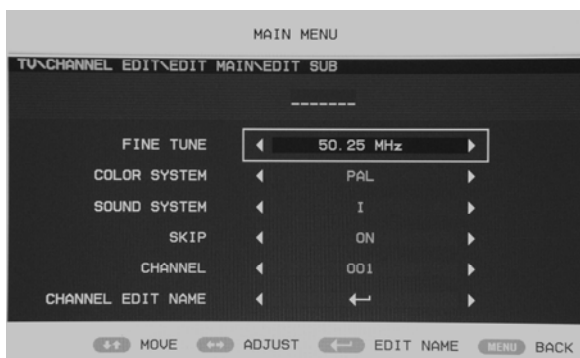 MAIN MENU
TV\CHANNEL EDIT\EDIT MAIN\EDIT SUB
-------
FINE TUNE 50.25 MHz
COLOR SYSTEM PAL
SOUND SYSTEM I
SKIP ON
CHANNEL 001
CHANNEL EDIT NAME ↵
MOVE ADJUST EDIT NAME MENU BACK